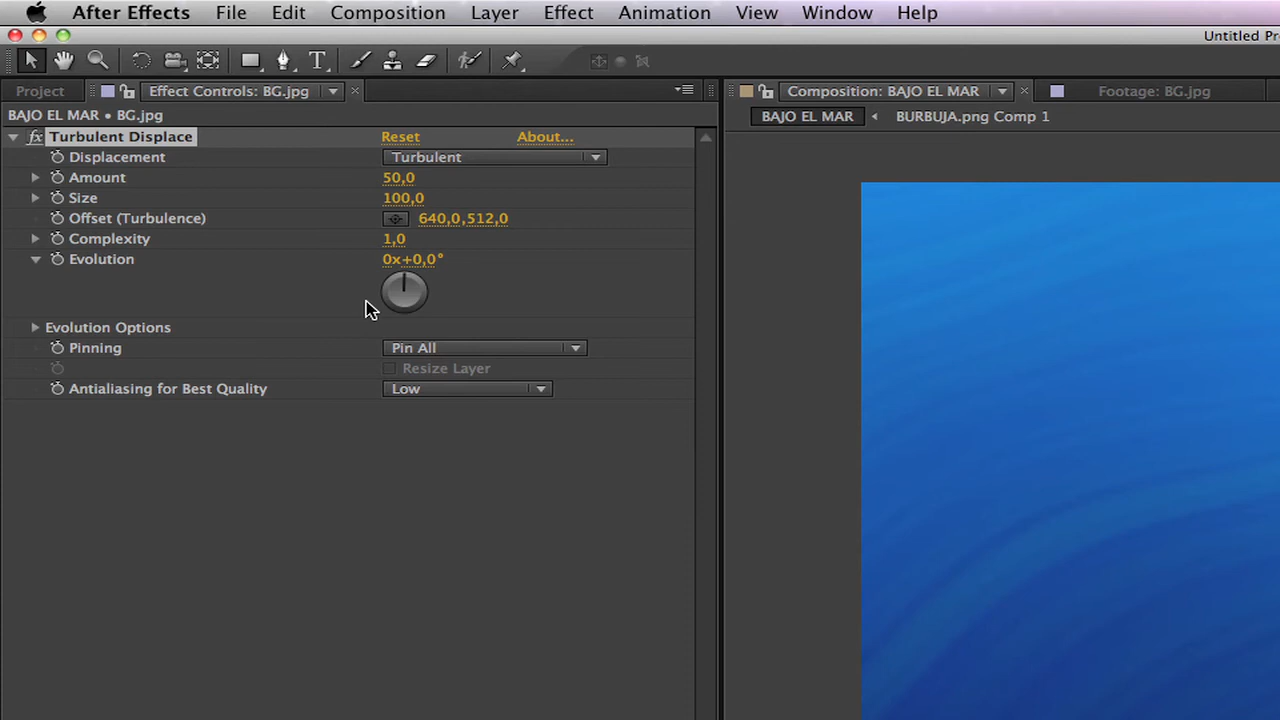 After Effects File Edit Composition Layer Effect Animation View Window Help
Untitled Pr
T
Project Effect Controls: BG.jpg × Composition: BAJO EL MAR × Footage: BG.jpg
BAJO EL MAR • BG.jpg
BAJO EL MAR BURBUJA.png Comp 1
fx Turbulent Displace Reset About...
Displacement Turbulent
Amount 50,0
Size 100,0
Offset (Turbulence) 640,0,512,0
Complexity 1,0
Evolution 0x+0,0°
Evolution Options
Pinning Pin All
Resize Layer
Antialiasing for Best Quality Low